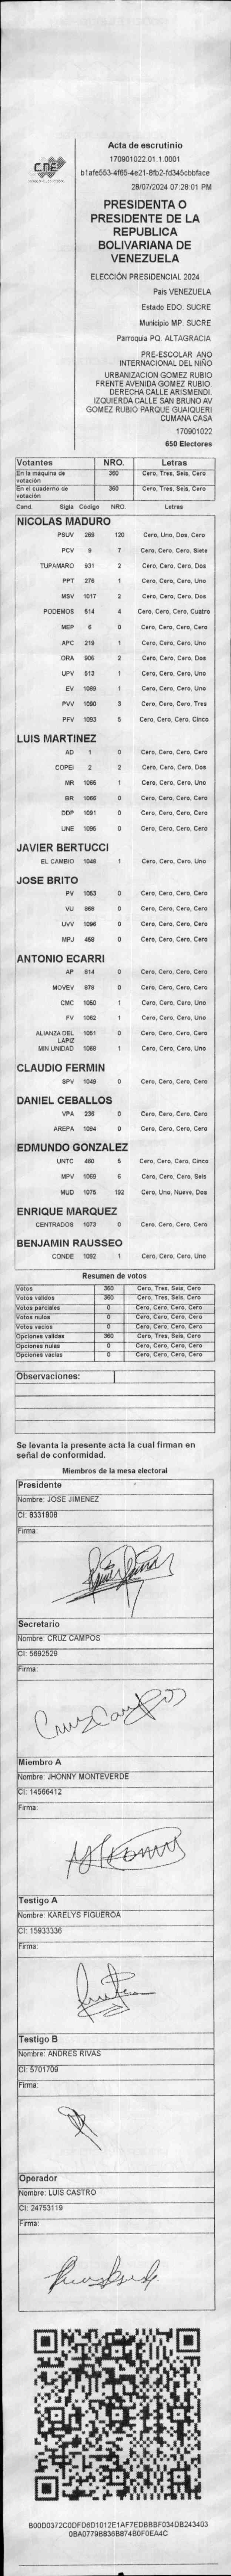 CNE
Acta de escrutinio
170901022.01.1.0001
b1afe553-4f65-4e21-8fb2-fd345cbbface
28/07/2024 07:28:01 PM
PRESIDENTA O
PRESIDENTE DE LA
REPUBLICA
BOLIVARIANA DE
VENEZUELA
ELECCIÓN PRESIDENCIAL 2024
Pais VENEZUELA
Estado EDO. SUCRE
Municipio MP. SUCRE
Parroquia PQ. ALTAGRACIA
PRE-ESCOLAR ANO
INTERNACIONAL DEL NIÑO
URBANIZACION GOMEZ RUBIO
FRENTE AVENIDA GOMEZ RUBIO.
DERECHA CALLE ARISMENDI.
IZQUIERDA CALLE SAN BRUNO AV
GOMEZ RUBIO PARQUE GUAIQUERI
CUMANA CASA
170901022
650 Electores
Votantes NRO. Letras
En la máquina de votación 360 Cero, Tres, Seis, Cero
En el cuaderno de votación 360 Cero, Tres, Seis, Cero
Cand. Sigla Código NRO. Letras
NICOLAS MADURO
PSUV 269 120 Cero, Uno, Dos, Cero
PCV 9 7 Cero, Cero, Cero, Siete
TUPAMARO 931 2 Cero, Cero, Cero, Dos
PPT 276 1 Cero, Cero, Cero, Uno
MSV 1017 2 Cero, Cero, Cero, Dos
PODEMOS 514 4 Cero, Cero, Cero, Cuatro
MEP 6 0 Cero, Cero, Cero, Cero
APC 219 1 Cero, Cero, Cero, Uno
ORA 906 2 Cero, Cero, Cero, Dos
UPV 513 1 Cero, Cero, Cero, Uno
EV 1089 1 Cero, Cero, Cero, Uno
PVV 1090 3 Cero, Cero, Cero, Tres
PFV 1093 5 Cero, Cero, Cero, Cinco
LUIS MARTINEZ
AD 1 0 Cero, Cero, Cero, Cero
COPEI 2 2 Cero, Cero, Cero, Dos
MR 1065 1 Cero, Cero, Cero, Uno
BR 1066 0 Cero, Cero, Cero, Cero
DDP 1091 0 Cero, Cero, Cero, Cero
UNE 1095 0 Cero, Cero, Cero, Cero
JAVIER BERTUCCI
EL CAMBIO 1046 1 Cero, Cero, Cero, Uno
JOSE BRITO
PV 1053 0 Cero, Cero, Cero, Cero
VU 866 0 Cero, Cero, Cero, Cero
UVV 1096 0 Cero, Cero, Cero, Cero
MPJ 459 0 Cero, Cero, Cero, Cero
ANTONIO ECARRI
AP 914 0 Cero, Cero, Cero, Cero
MOVEV 979 0 Cero, Cero, Cero, Cero
CMC 1050 1 Cero, Cero, Cero, Uno
FV 1062 1 Cero, Cero, Cero, Uno
ALIANZA DEL LAPIZ 1051 0 Cero, Cero, Cero, Cero
MIN UNIDAD 1069 1 Cero, Cero, Cero, Uno
CLAUDIO FERMIN
SPV 1049 0 Cero, Cero, Cero, Cero
DANIEL CEBALLOS
VPA 236 0 Cero, Cero, Cero, Cero
AREPA 1094 0 Cero, Cero, Cero, Cero
EDMUNDO GONZALEZ
UNTC 460 5 Cero, Cero, Cero, Cinco
MPV 1069 6 Cero, Cero, Cero, Seis
MUD 1075 192 Cero, Uno, Nueve, Dos
ENRIQUE MARQUEZ
CENTRADOS 1073 0 Cero, Cero, Cero, Cero
BENJAMIN RAUSSEO
CONDE 1092 1 Cero, Cero, Cero, Uno
Resumen de votos
Votos 360 Cero, Tres, Seis, Cero
Votos validos 360 Cero, Tres, Seis, Cero
Votos parciales 0 Cero, Cero, Cero, Cero
Votos nulos 0 Cero, Cero, Cero, Cero
Votos vacios 0 Cero, Cero, Cero, Cero
Opciones validas 360 Cero, Tres, Seis, Cero
Opciones nulas 0 Cero, Cero, Cero, Cero
Opciones vacias 0 Cero, Cero, Cero, Cero
Observaciones:
Se levanta la presente acta la cual firman en
señal de conformidad.
Miembros de la mesa electoral
Presidente
Nombre: JOSE JIMENEZ
CI: 8331808
Firma:
Secretario
Nombre: CRUZ CAMPOS
CI: 5692529
Firma:
Cruz Campos
Miembro A
Nombre: JHONNY MONTEVERDE
CI: 14566412
Firma:
Testigo A
Nombre: KARELYS FIGUEROA
CI: 15933336
Firma:
Testigo B
Nombre: ANDRES RIVAS
CI: 5701709
Firma:
Operador
Nombre: LUIS CASTRO
CI: 24753119
Firma:
B00D0372C0DFD6D1012E1AF7EDBBBF034DB243403
0BA0779B836B874B0F0EA4C